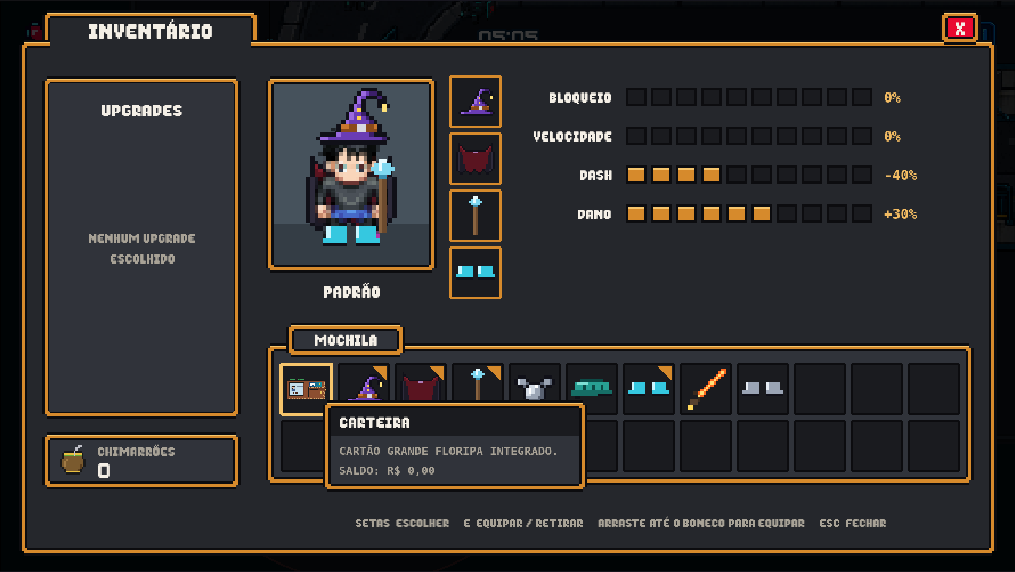 INVENTÁRIO
05:05
X
UPGRADES
NENHUM UPGRADE
ESCOLHIDO
CHIMARRÕES
0
PADRÃO
BLOQUEIO 0%
VELOCIDADE 0%
DASH -40%
DANO +30%
MOCHILA
CARTEIRA
CARTÃO GRANDE FLORIPA INTEGRADO.
SALDO: R$ 0,00
SETAS ESCOLHER E EQUIPAR / RETIRAR ARRASTE ATÉ O BONECO PARA EQUIPAR ESC FECHAR